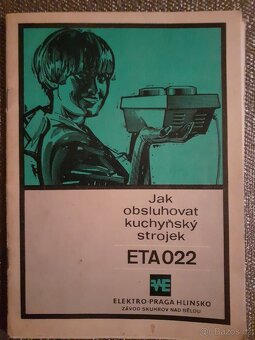 Jak
obsluhovat
kuchyňský
strojek
ETA 022
ELEKTRO-PRAGA HLINSKO
ZÁVOD SKUHROV NAD BĚLOU